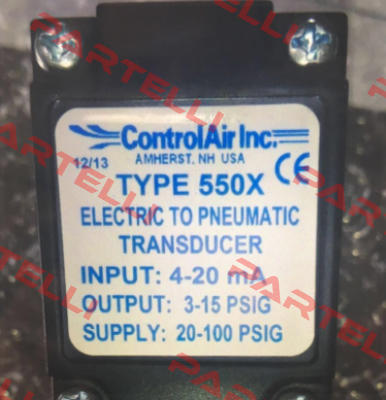 ControlAir Inc.
12/13
AMHERST, NH USA
CE
TYPE 550X
ELECTRIC TO PNEUMATIC
TRANSDUCER
INPUT: 4-20 mA
OUTPUT: 3-15 PSIG
SUPPLY: 20-100 PSIG
PARTELLI
PARTELLI
PARTELLI